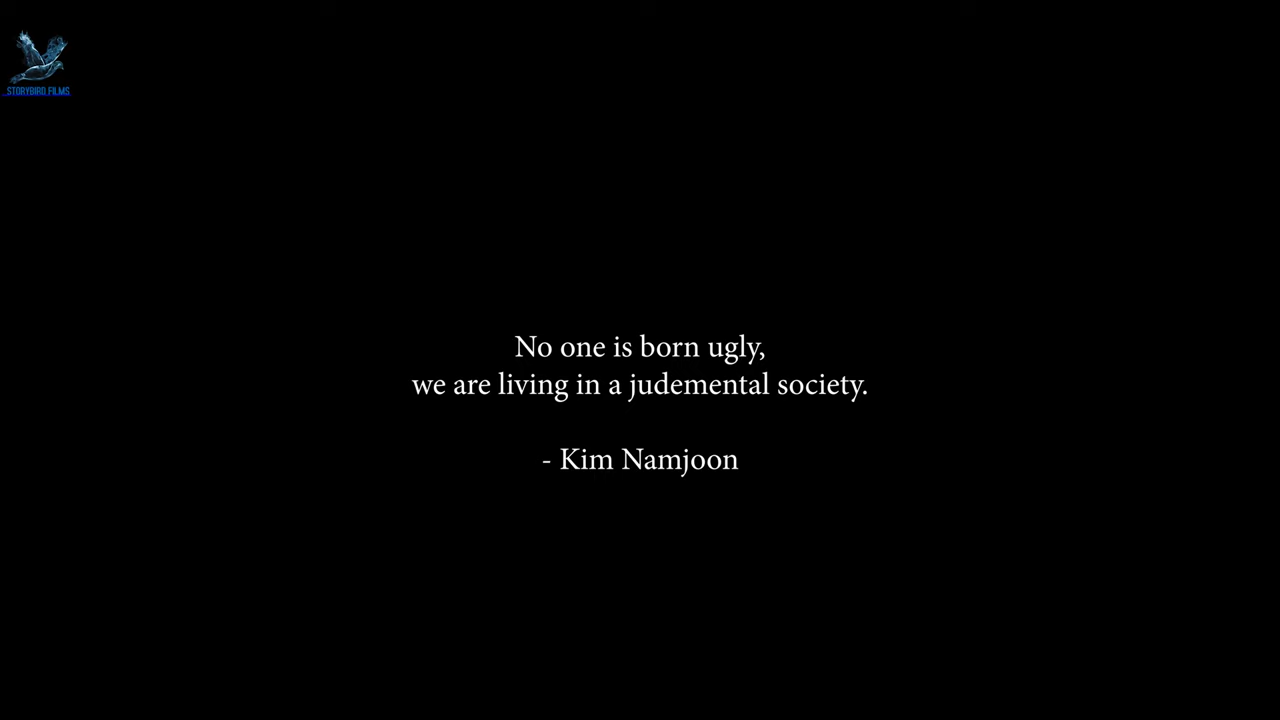 STORYBIRD FILMS
No one is born ugly,
we are living in a judemental society.
- Kim Namjoon